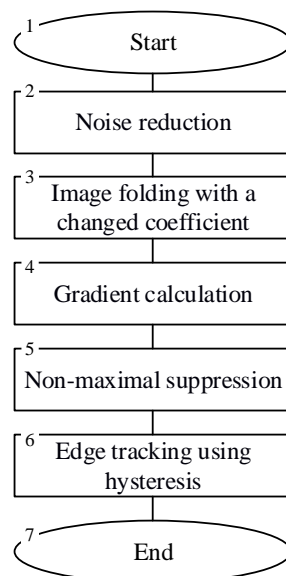 1
Start
2
Noise reduction
3
Image folding with a
changed coefficient
4
Gradient calculation
5
Non-maximal suppression
6
Edge tracking using
hysteresis
7
End